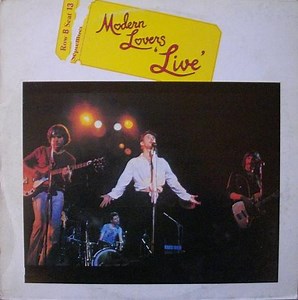 Row B Seat 13
Modern
Lovers
'Live'